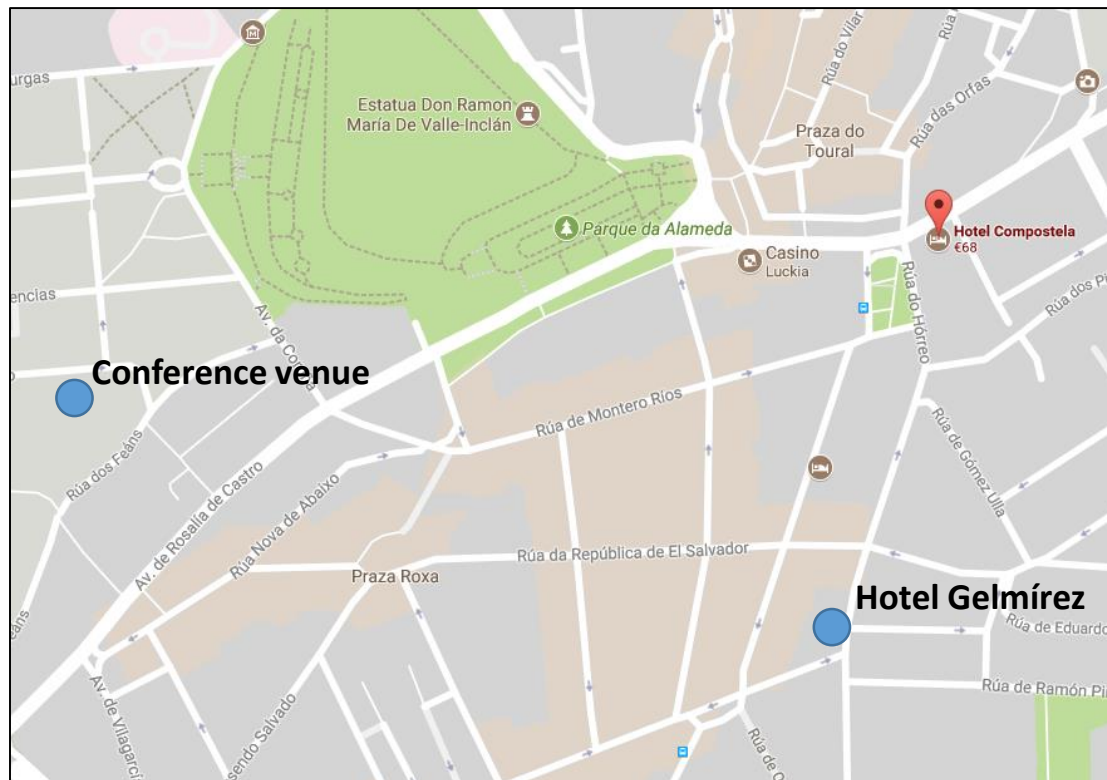 urgas
Estatua Don Ramon
María De Valle-Inclán
Rúa do Vilar
Rúa
Rúa das Orfas
Praza do
Toural
Parque da Alameda
Hotel Compostela
€68
Casino
Luckia
encias
Av. da Coruña
Rúa do Hórreo
Rúa dos Pi
Conference venue
Rúa de Montero Rios
Rúa dos Feáns
Rúa de Gómez Ulla
Av. de Rosalía de Castro
Rúa Nova de Abaixo
Rúa da República de El Salvador
Praza Roxa
Hotel Gelmírez
eáns
Rúa de Eduardo
Av. de Vilagarcí
Rúa de Ramón Pi
sendo Salvado
Rúa de